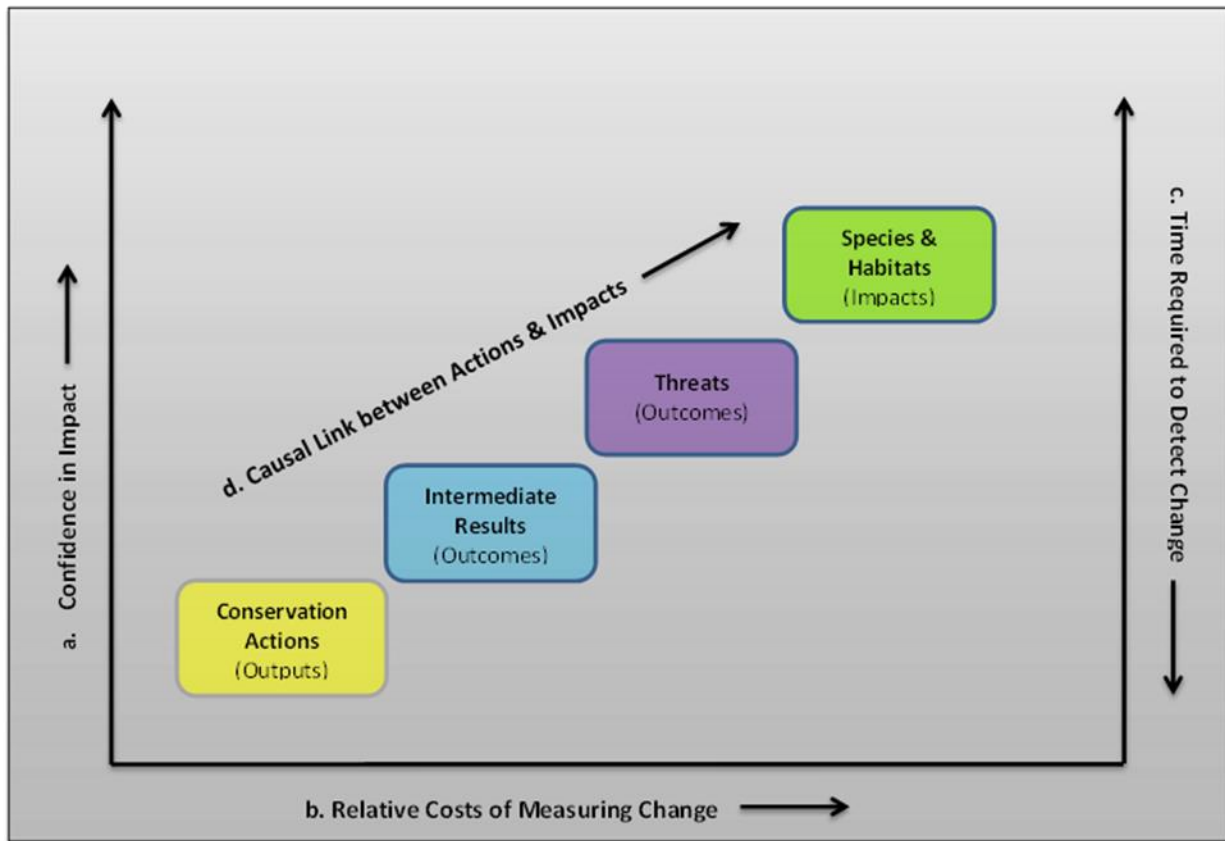 a. Confidence in Impact
d. Causal Link between Actions & Impacts
Species &
Habitats
(Impacts)
Threats
(Outcomes)
Intermediate
Results
(Outcomes)
Conservation
Actions
(Outputs)
c. Time Required to Detect Change
b. Relative Costs of Measuring Change